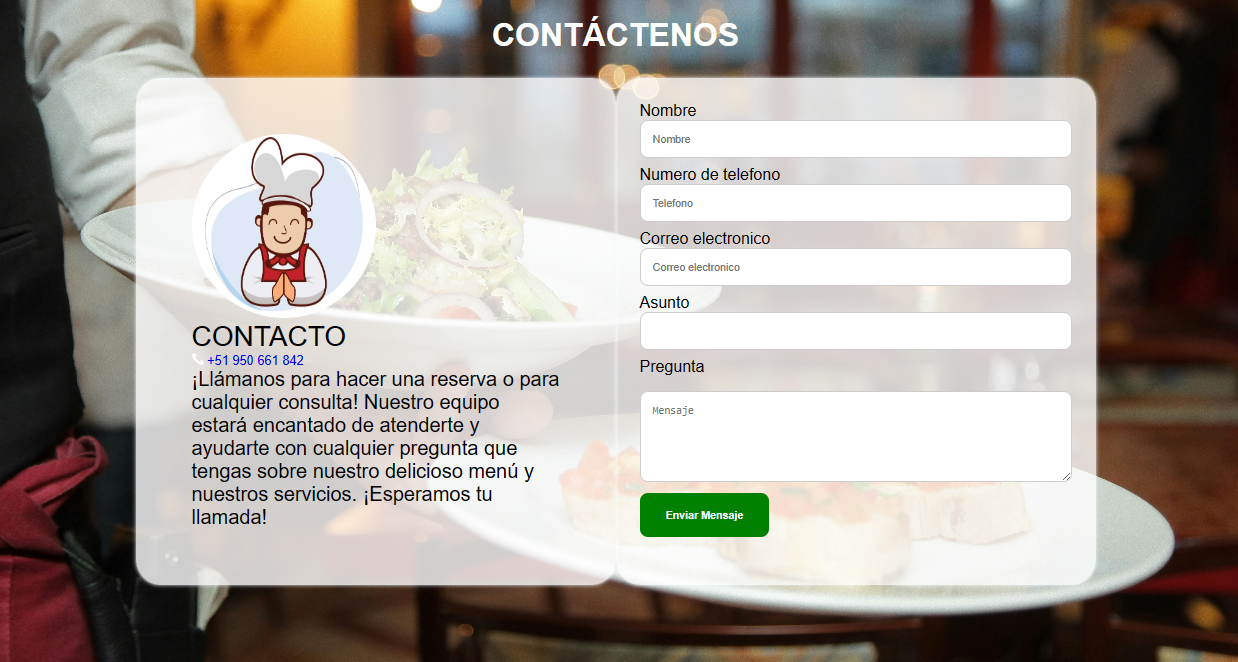 CONTÁCTENOS
CONTACTO
+51 950 661 842
¡Llámanos para hacer una reserva o para
cualquier consulta! Nuestro equipo
estará encantado de atenderte y
ayudarte con cualquier pregunta que
tengas sobre nuestro delicioso menú y
nuestros servicios. ¡Esperamos tu
llamada!
Nombre
Nombre
Numero de telefono
Telefono
Correo electronico
Correo electronico
Asunto
Pregunta
Mensaje
Enviar Mensaje